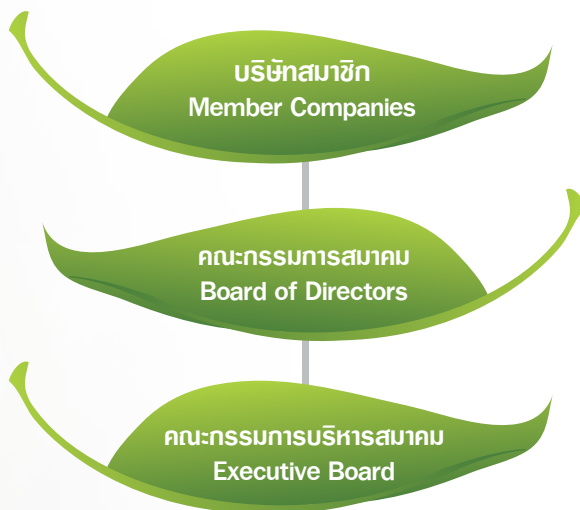 บริษัทสมาชิก
Member Companies
คณะกรรมการสมาคม
Board of Directors
คณะกรรมการบริหารสมาคม
Executive Board